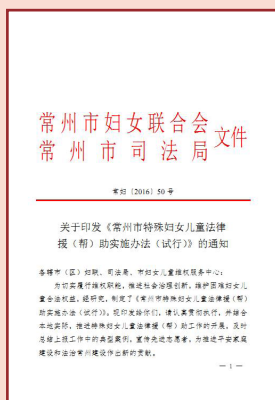 常州市妇女联合会
常州市司法局
文件
常妇〔2016〕50号
关于印发《常州市特殊妇女儿童法律
援（帮）助实施办法（试行）》的通知
各辖市（区）妇联、司法局、市妇女儿童维权服务中心：
为切实履行维权职能，推进社会治理创新，维护困难妇女儿
童合法权益，经研究，制定了《常州市特殊妇女儿童法律援（帮）
助实施办法（试行）》。现印发给你们，请认真贯彻执行，并结合
本地实际，推进特殊妇女儿童法律援（帮）助工作的开展，及时
总结上报工作中的典型案例，宣传先进志愿者，为推进平安家庭
建设和法治常州建设作出新的贡献。
— 1 —